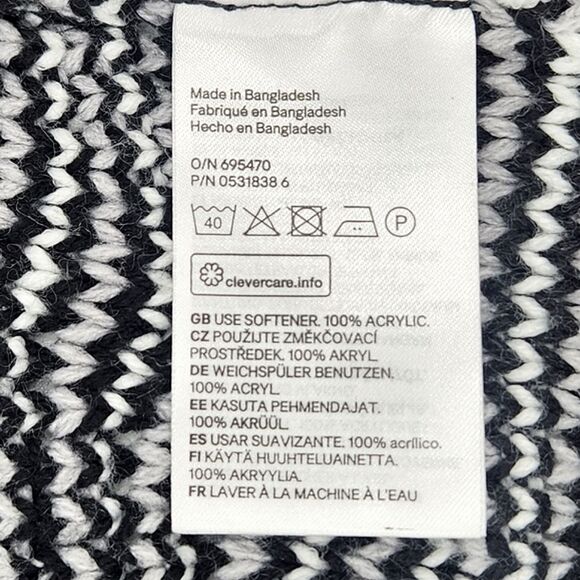 Made in Bangladesh
Fabriqué en Bangladesh
Hecho en Bangladesh
O/N 695470
P/N 0531838 6
40 P
clevercare.info
GB USE SOFTENER. 100% ACRYLIC.
CZ POUŽIJTE ZMĚKČOVACÍ
PROSTŘEDEK. 100% AKRYL.
DE WEICHSPÜLER BENUTZEN.
100% ACRYL.
EE KASUTA PEHMENDAJAT.
100% AKRÜÜL.
ES USAR SUAVIZANTE. 100% acrílico.
FI KÄYTÄ HUUHTELUAINETTA.
100% AKRYYLIA.
FR LAVER À LA MACHINE À L'EAU